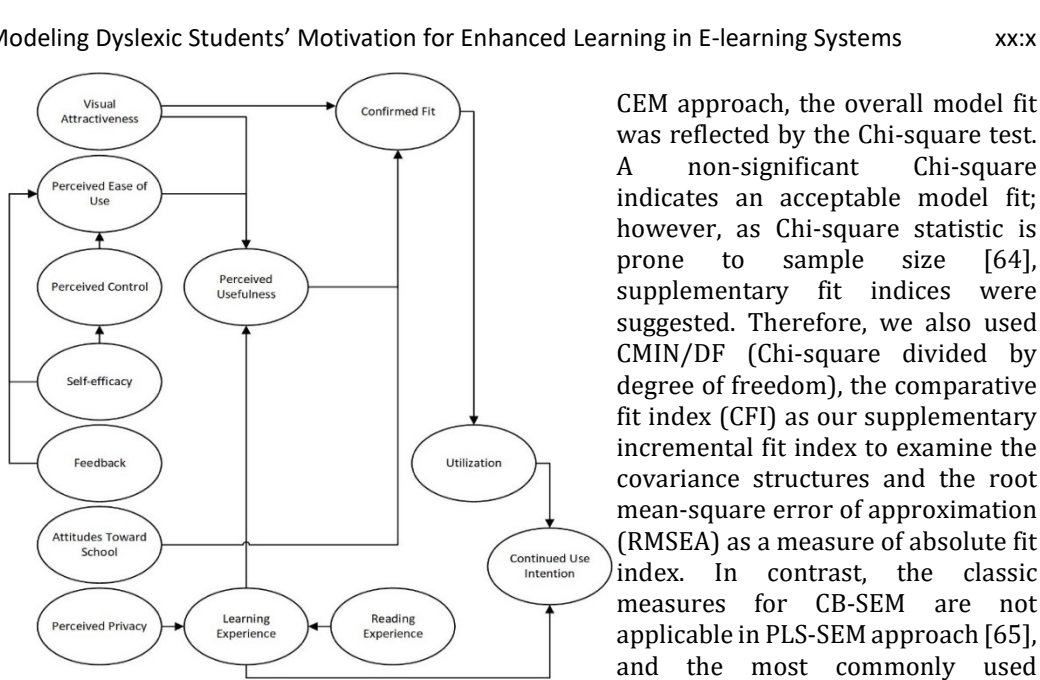 Modeling Dyslexic Students’ Motivation for Enhanced Learning in E-learning Systems xx:x
Visual
Attractiveness
Confirmed Fit
Perceived Ease of
Use
Perceived Control
Perceived
Usefulness
Self-efficacy
Feedback
Utilization
Attitudes Toward
School
Continued Use
Intention
Perceived Privacy
Learning
Experience
Reading
Experience
CEM approach, the overall model fit
was reflected by the Chi-square test.
A non-significant Chi-square
indicates an acceptable model fit;
however, as Chi-square statistic is
prone to sample size [64],
supplementary fit indices were
suggested. Therefore, we also used
CMIN/DF (Chi-square divided by
degree of freedom), the comparative
fit index (CFI) as our supplementary
incremental fit index to examine the
covariance structures and the root
mean-square error of approximation
(RMSEA) as a measure of absolute fit
index. In contrast, the classic
measures for CB-SEM are not
applicable in PLS-SEM approach [65],
and the most commonly used